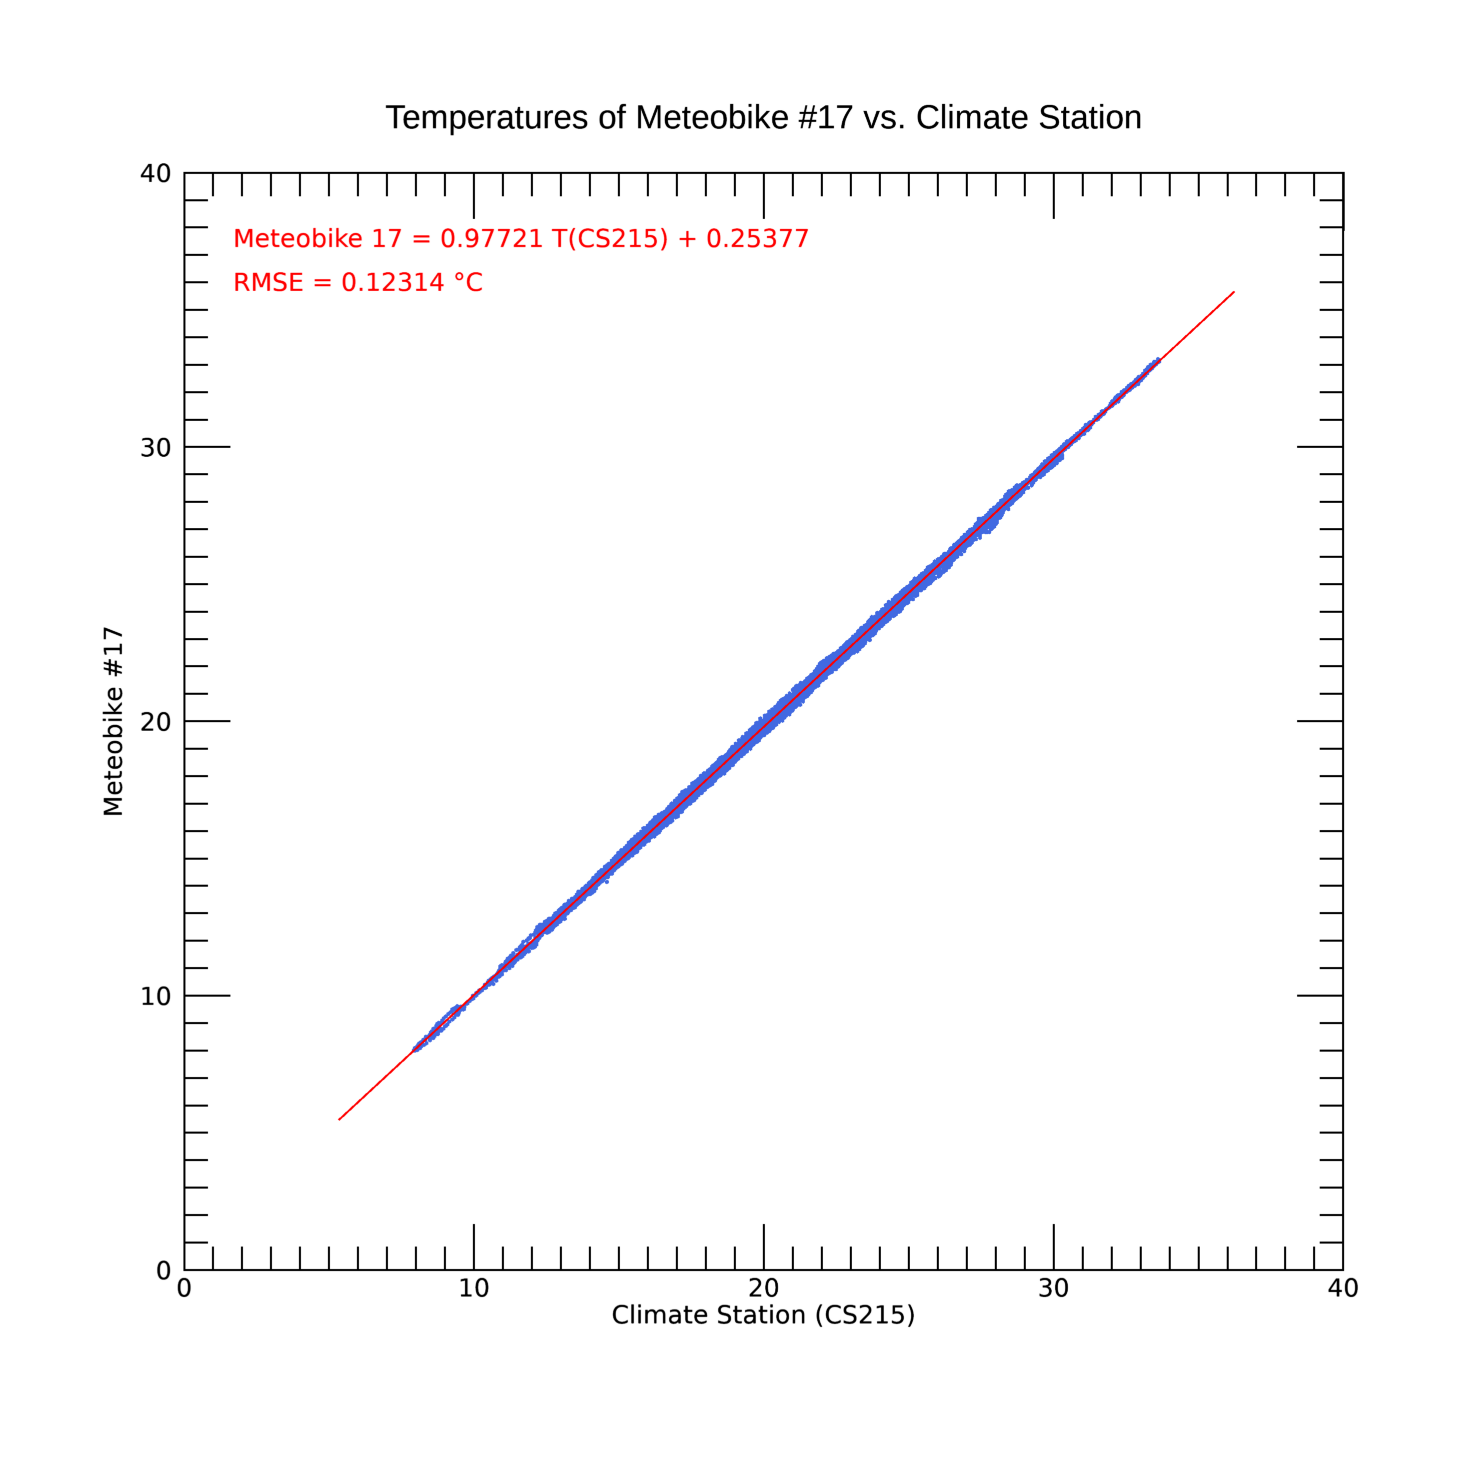 Temperatures of Meteobike #17 vs. Climate Station
40
Meteobike 17 = 0.97721 T(CS215) + 0.25377
RMSE = 0.12314 °C
30
Meteobike #17
20
10
0
0 10 20 30 40
Climate Station (CS215)